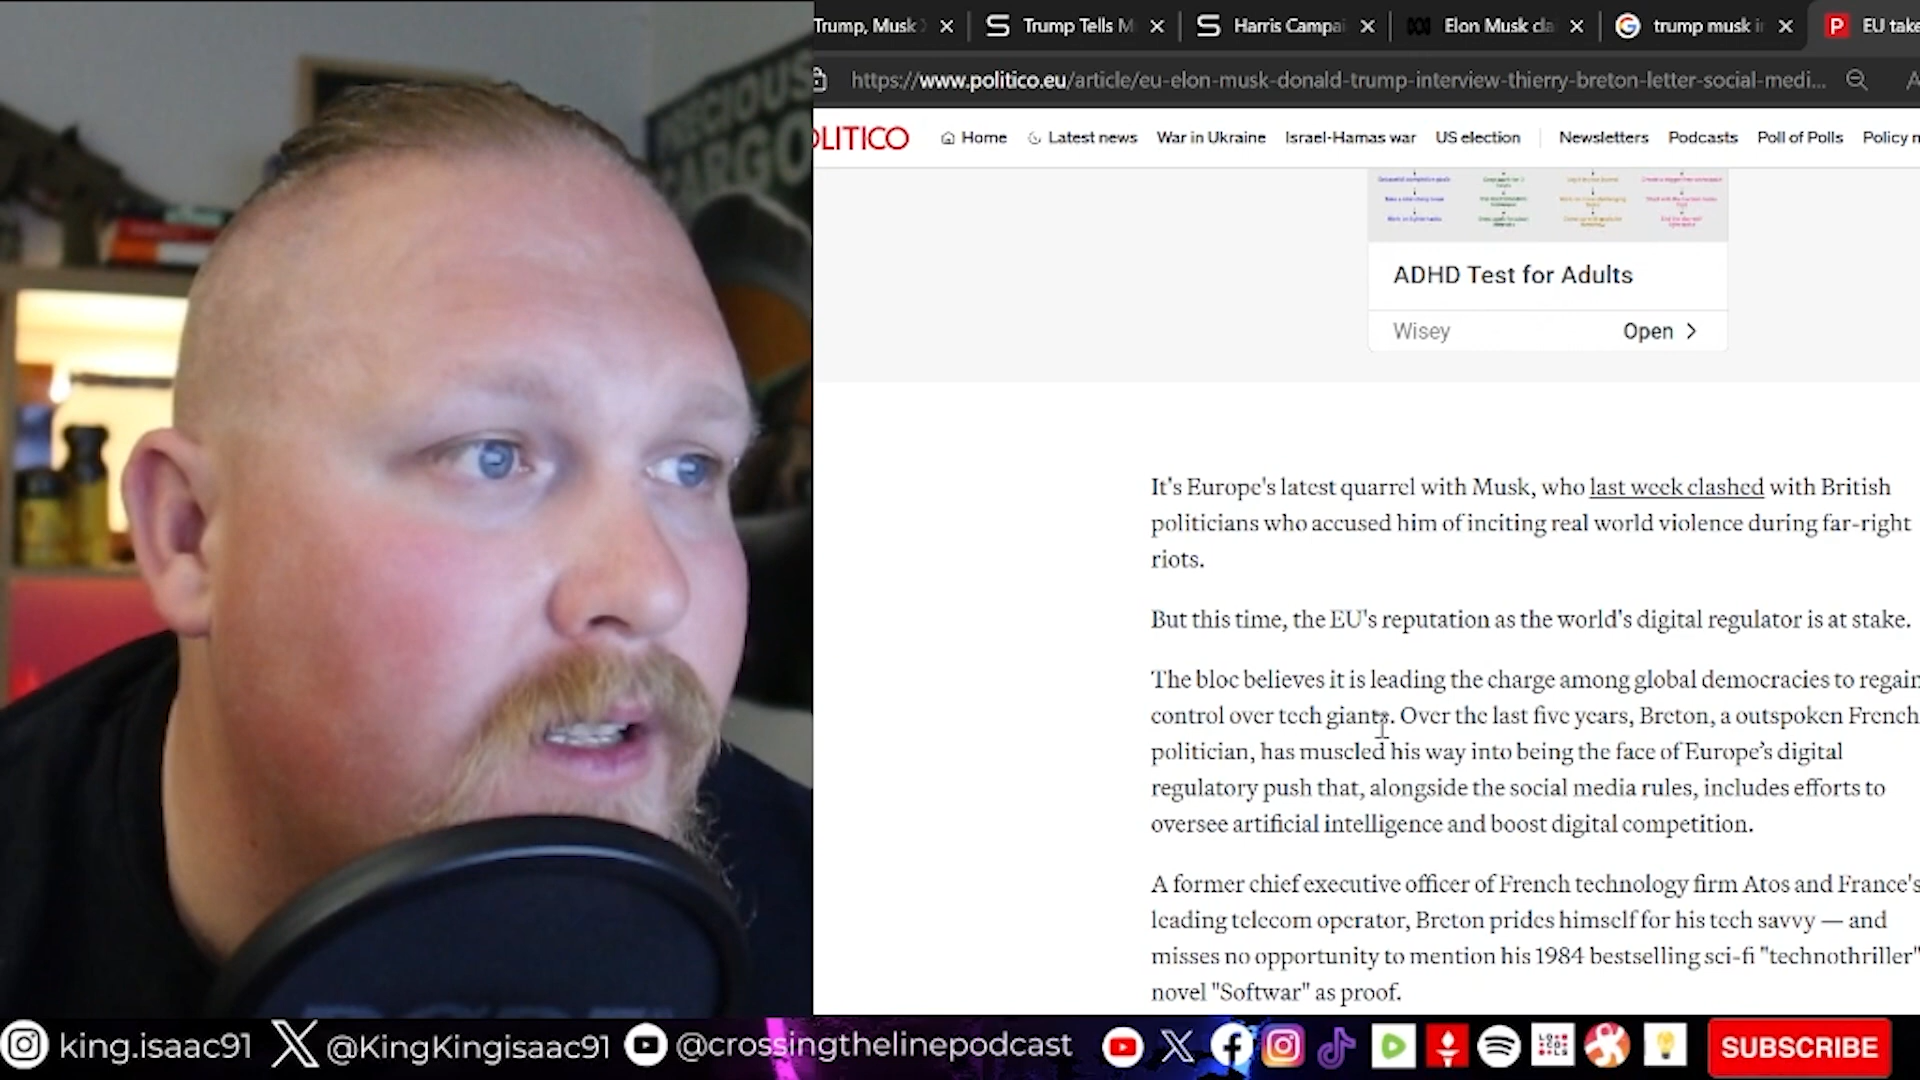 Trump, Musk
Trump Tells M
Harris Campai
Elon Musk cla
trump musk i
EU take
https://www.politico.eu/article/eu-elon-musk-donald-trump-interview-thierry-breton-letter-social-medi...
OLITICO
Home
Latest news
War in Ukraine
Israel-Hamas war
US election
Newsletters
Podcasts
Poll of Polls
Policy n
PRECIOUS
CARGO
ADHD Test for Adults
Wisey
Open >
It's Europe's latest quarrel with Musk, who last week clashed with British
politicians who accused him of inciting real world violence during far-right
riots.
But this time, the EU's reputation as the world's digital regulator is at stake.
The bloc believes it is leading the charge among global democracies to regain
control over tech giants. Over the last five years, Breton, a outspoken French
politician, has muscled his way into being the face of Europe's digital
regulatory push that, alongside the social media rules, includes efforts to
oversee artificial intelligence and boost digital competition.
A former chief executive officer of French technology firm Atos and France's
leading telecom operator, Breton prides himself for his tech savvy — and
misses no opportunity to mention his 1984 bestselling sci-fi "technothriller"
novel "Softwar" as proof.
king.isaac91
@KingKingisaac91
@crossingthelinepodcast
LO
CA
LS
SUBSCRIBE